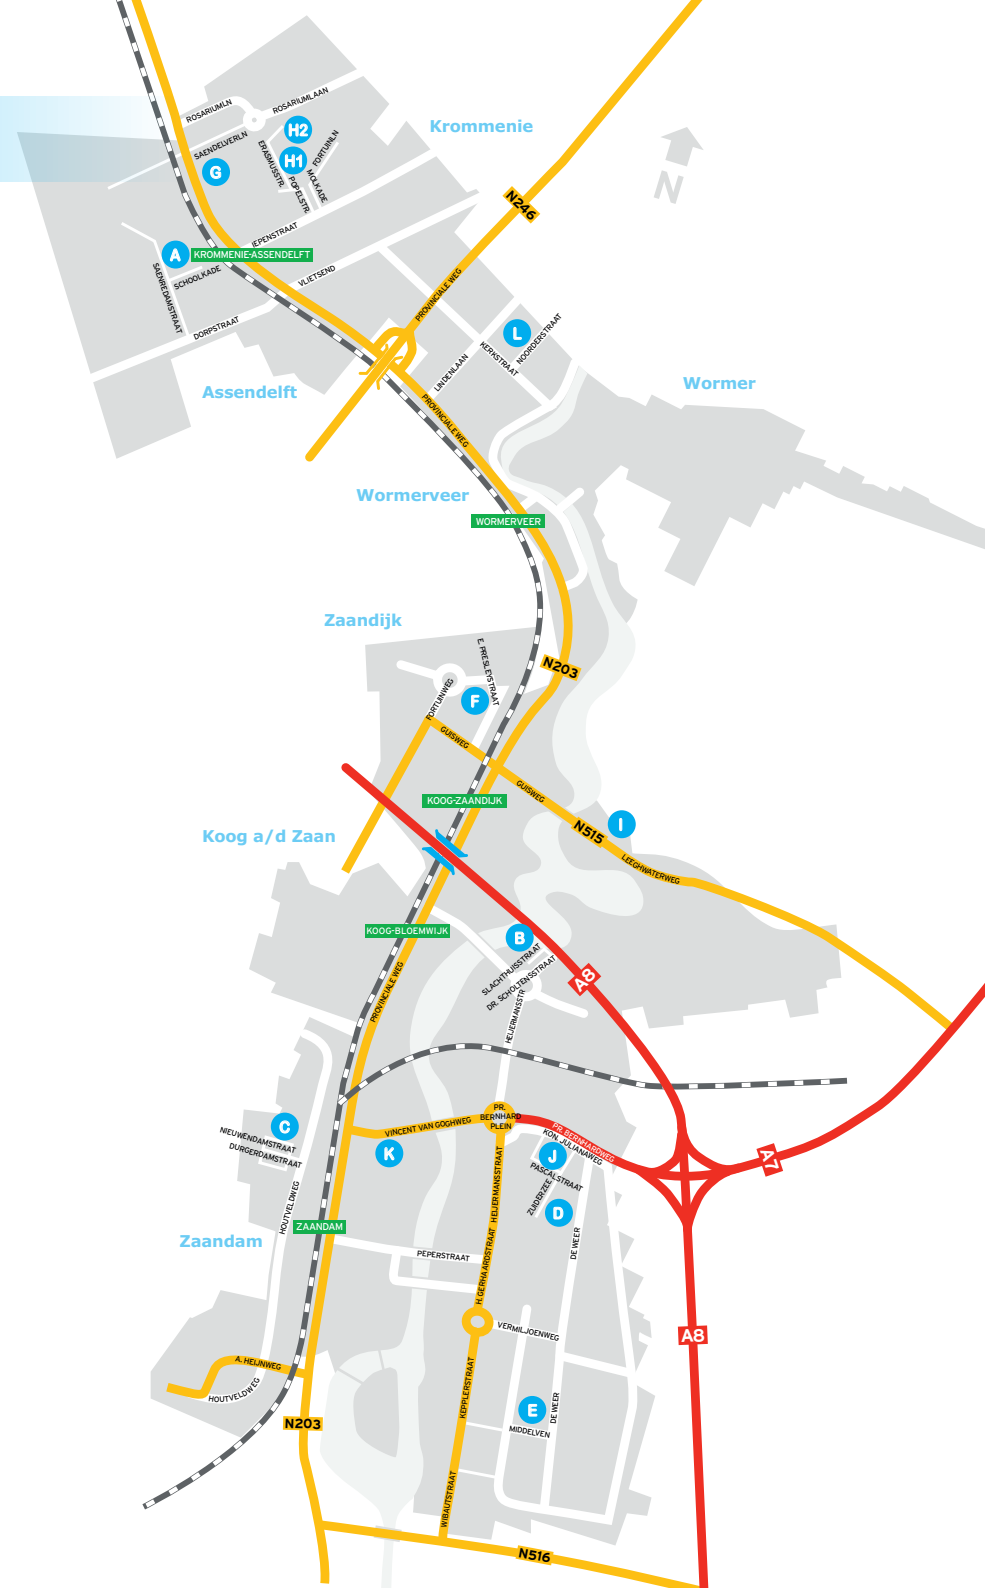 ROSARIUMLN
ROSARIUMLAAN
H2
SAENDELVERLN
ERASMUSSTR.
H1
FORTUINLN
G
POPELSTR.
MOLKADE
Krommenie
N
N246
IEPENSTRAAT
A
KROMMENIE-ASSENDELFT
SCHOOLKADE
VLIETSEND
SAENREDAMSTRAAT
DORPSTRAAT
PROVINCIALE WEG
L
NOORDERSTRAAT
KERKSTRAAT
LINDENLAAN
Assendelft
Wormer
PROVINCIALE WEG
Wormerveer
WORMERVEER
Zaandijk
E. PRESLEYSTRAAT
N203
FORTUINWEG
F
GUISWEG
GUISWEG
KOOG-ZAANDIJK
N515
I
Koog a/d Zaan
LEEGHWATERWEG
KOOG-BLOEMWIJK
B
SLACHTHUISSTRAAT
DR. SCHOLTENSSTRAAT
A8
PROVINCIALE WEG
HEIJERMANSSTR
PR.
BERNHARD
PLEIN
C
VINCENT VAN GOGHWEG
PR. BERNHARDWEG
KON. JULIANAWEG
NIEUWENDAMSTRAAT
DURGERDAMSTRAAT
K
J
A7
PASCALSTRAAT
ZUIDERZEE
HEIJERMANSSTRAAT
HOUTVELDWEG
D
ZAANDAM
Zaandam
DE WEER
PEPERSTRAAT
H. GERHAARDSTRAAT
VERMILJOENWEG
A8
A. HEIJNWEG
HOUTVELDWEG
KEPPLERSTRAAT
E
DE WEER
N203
MIDDELVEN
WIBAUTSTRAAT
N516